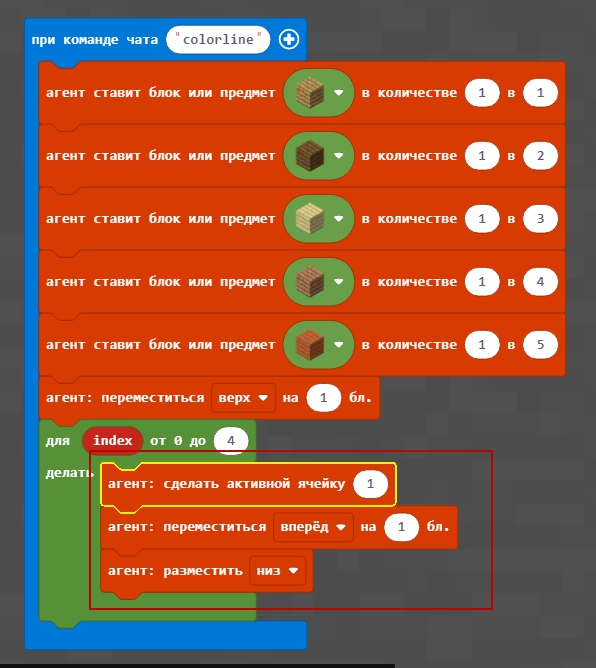 при команде чата "colorline"
агент ставит блок или предмет в количестве 1 в 1
агент ставит блок или предмет в количестве 1 в 2
агент ставит блок или предмет в количестве 1 в 3
агент ставит блок или предмет в количестве 1 в 4
агент ставит блок или предмет в количестве 1 в 5
агент: переместиться верх на 1 бл.
для index от 0 до 4
делать
агент: сделать активной ячейку 1
агент: переместиться вперёд на 1 бл.
агент: разместить низ